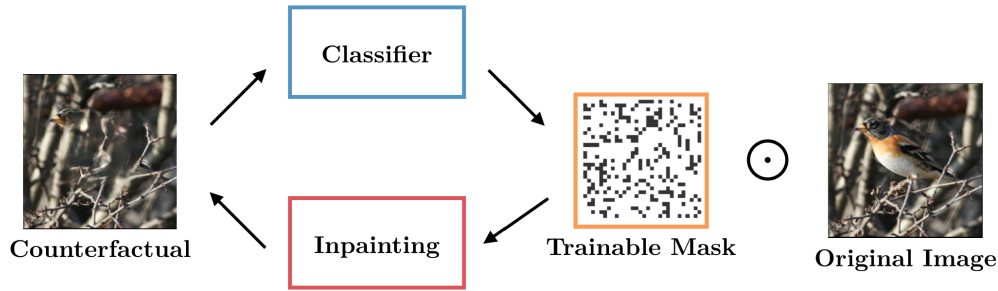 Classifier
Counterfactual
Inpainting
Trainable Mask
Original Image